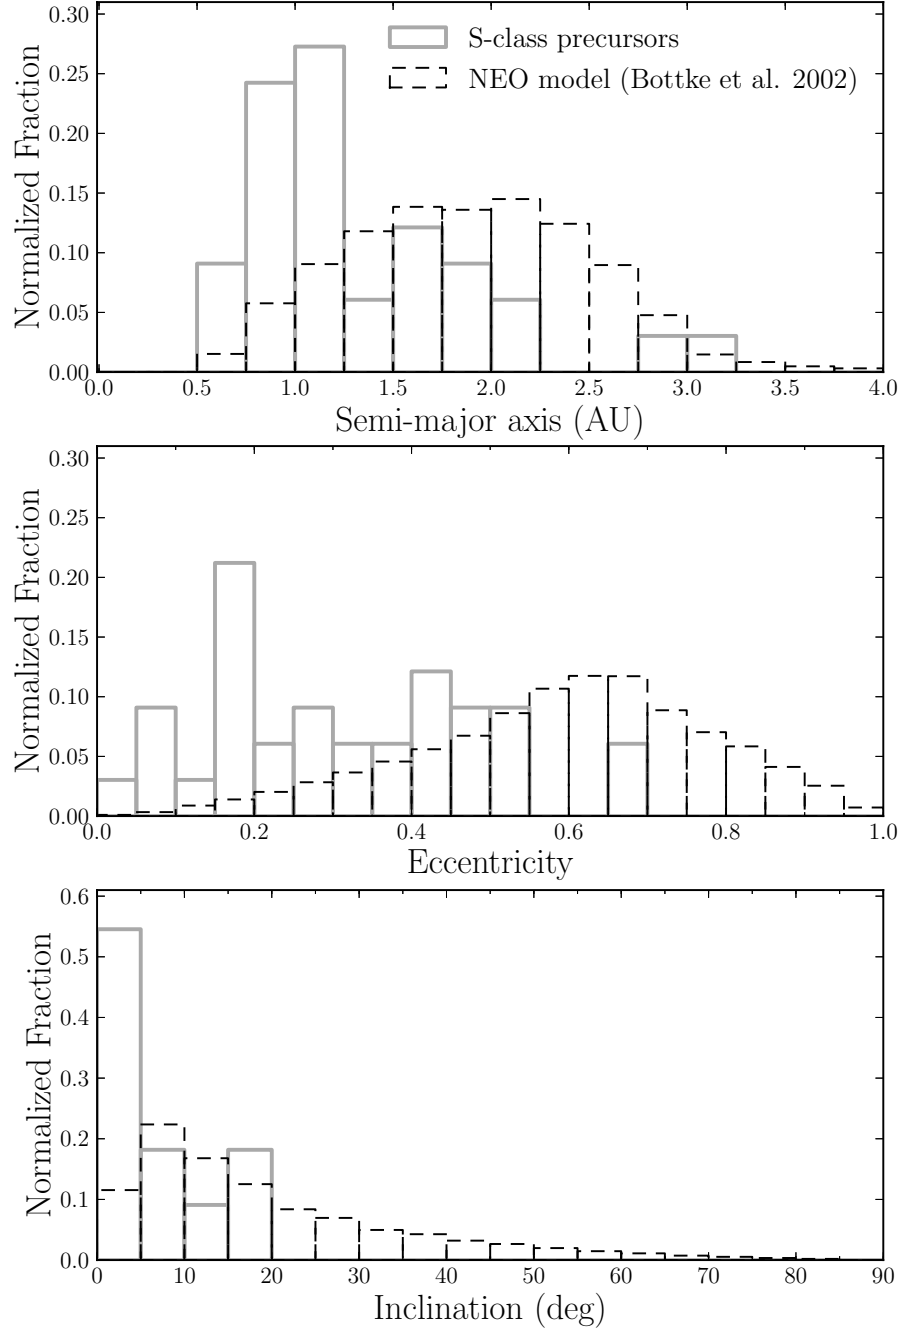 0.30
0.25
0.20
0.15
0.10
0.05
0.00
Normalized Fraction
S-class precursors
NEO model (Bottke et al. 2002)
0.0 0.5 1.0 1.5 2.0 2.5 3.0 3.5 4.0
Semi-major axis (AU)
0.30
0.25
0.20
0.15
0.10
0.05
0.00
Normalized Fraction
0.0 0.2 0.4 0.6 0.8 1.0
Eccentricity
0.6
0.5
0.4
0.3
0.2
0.1
0.0
Normalized Fraction
0 10 20 30 40 50 60 70 80 90
Inclination (deg)